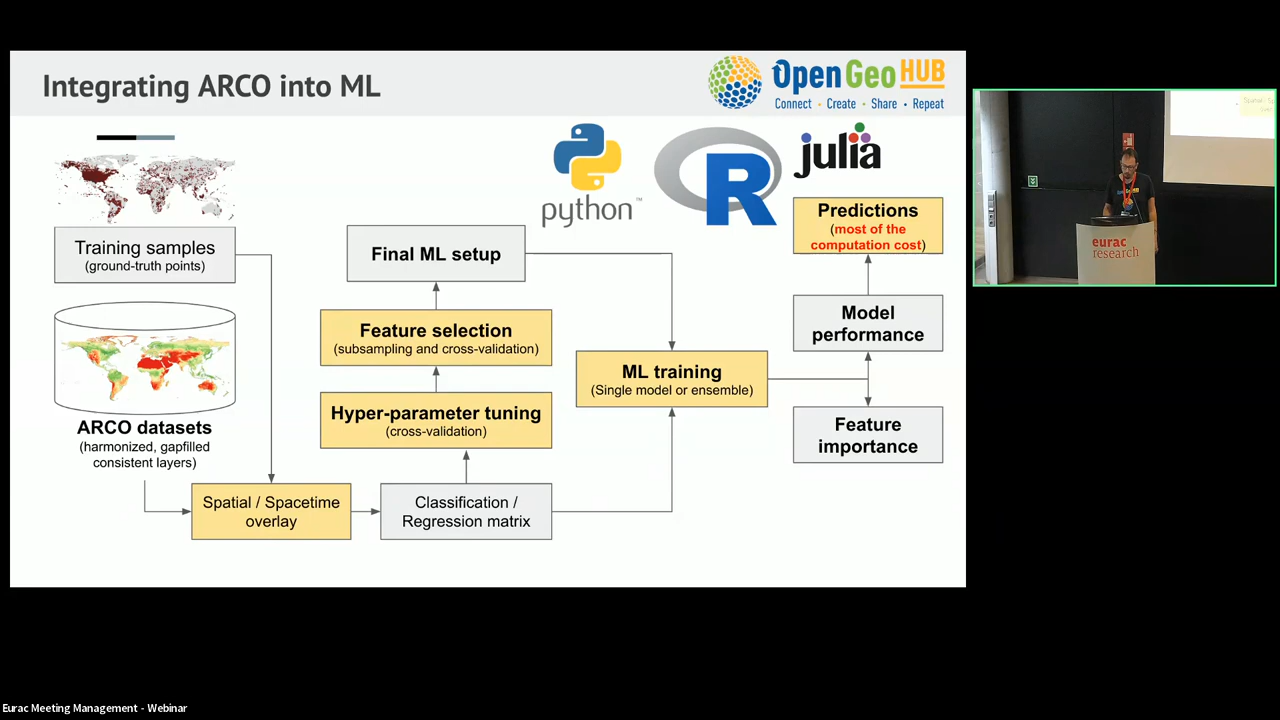 Integrating ARCO into ML
OpenGeoHUB
Connect - Create - Share - Repeat
python™
R
julia
Training samples
(ground-truth points)
ARCO datasets
(harmonized, gapfilled
consistent layers)
Spatial / Spacetime
overlay
Classification /
Regression matrix
Hyper-parameter tuning
(cross-validation)
Feature selection
(subsampling and cross-validation)
Final ML setup
ML training
(Single model or ensemble)
Predictions
(most of the
computation cost)
Model
performance
Feature
importance
eurac
research
Eurac Meeting Management - Webinar